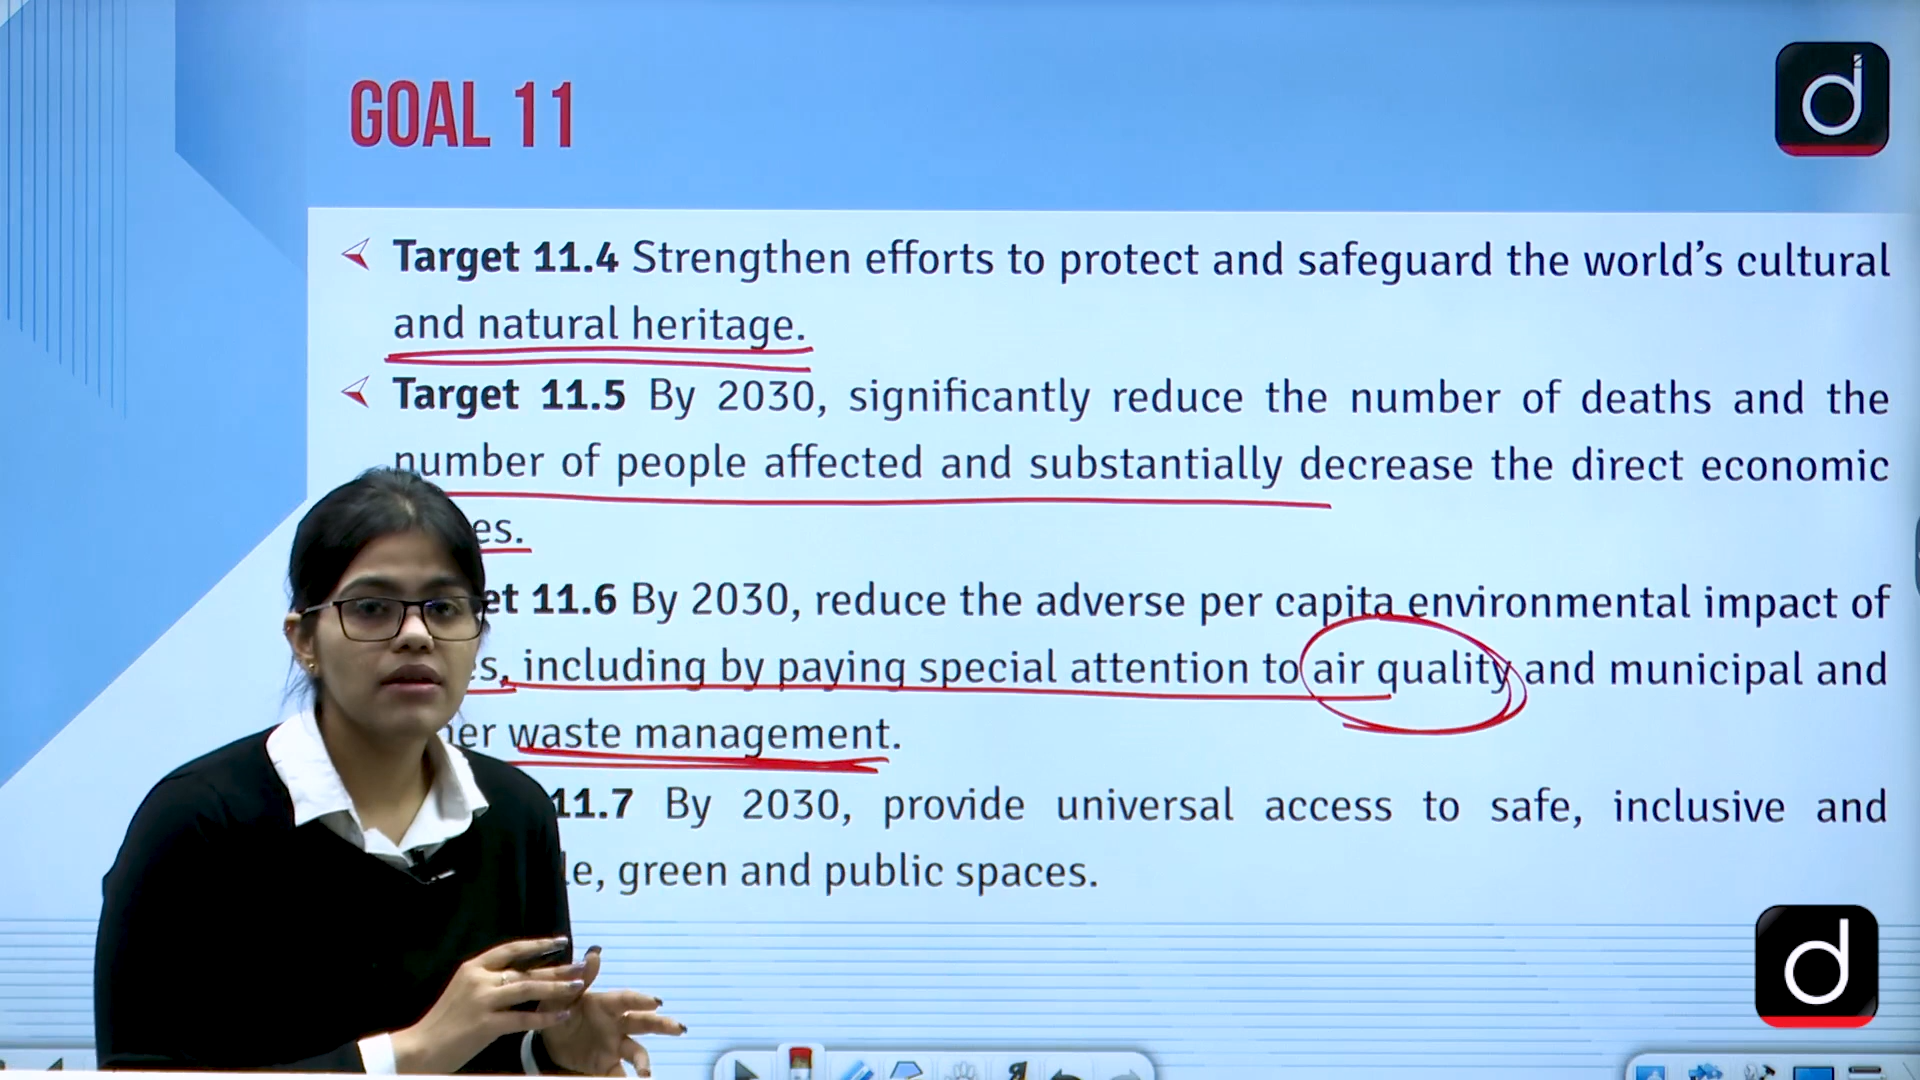 GOAL 11
d
Target 11.4 Strengthen efforts to protect and safeguard the world's cultural
and natural heritage.
Target 11.5 By 2030, significantly reduce the number of deaths and the
number of people affected and substantially decrease the direct economic
es.
et 11.6 By 2030, reduce the adverse per capita environmental impact of
s, including by paying special attention to air quality and municipal and
er waste management.
11.7 By 2030, provide universal access to safe, inclusive and
le, green and public spaces.
d